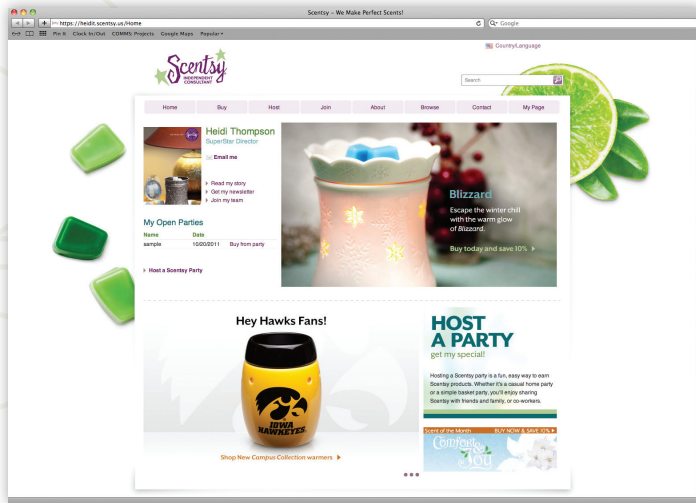 Scentsy - We Make Perfect Scents!
https://heidit.scentsy.us/Home
Google
Pin It Clock In/Out COMMS: Projects Google Maps Popular
Country/Language
Scentsy
INDEPENDENT
CONSULTANT
Search
Home Buy Host Join About Browse Contact My Page
Heidi Thompson
SuperStar Director
Email me
Read my story
Get my newsletter
Join my team
My Open Parties
Name Date
sample 10/20/2011 Buy from party
Host a Scentsy Party
Blizzard
Escape the winter chill
with the warm glow
of Blizzard.
Buy today and save 10%
Hey Hawks Fans!
IOWA
HAWKEYES
Shop New Campus Collection warmers
HOST
A PARTY
get my special!
Hosting a Scentsy party is a fun, easy way to earn
Scentsy products. Whether it's a casual home party
or a simple basket party, you'll enjoy sharing
Scentsy with friends and family, or co-workers.
Scent of the Month BUY NOW & SAVE 10%
Comfort &
You